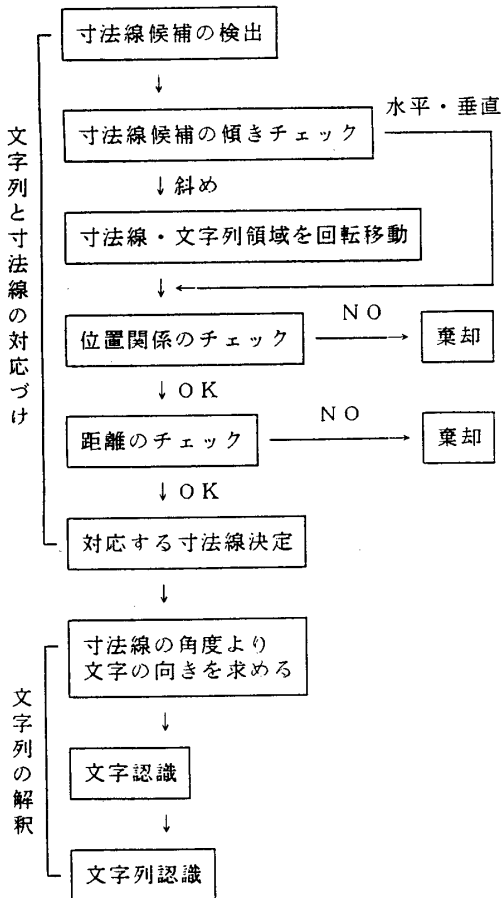 寸法線候補の検出
↓
寸法線候補の傾きチェック
水平・垂直
↓斜め
寸法線・文字列領域を回転移動
↓
位置関係のチェック
NO
棄却
↓OK
距離のチェック
NO
棄却
↓OK
対応する寸法線決定
↓
寸法線の角度より
文字の向きを求める
↓
文字認識
↓
文字列認識
文字列と寸法線の対応づけ
文字列の解釈